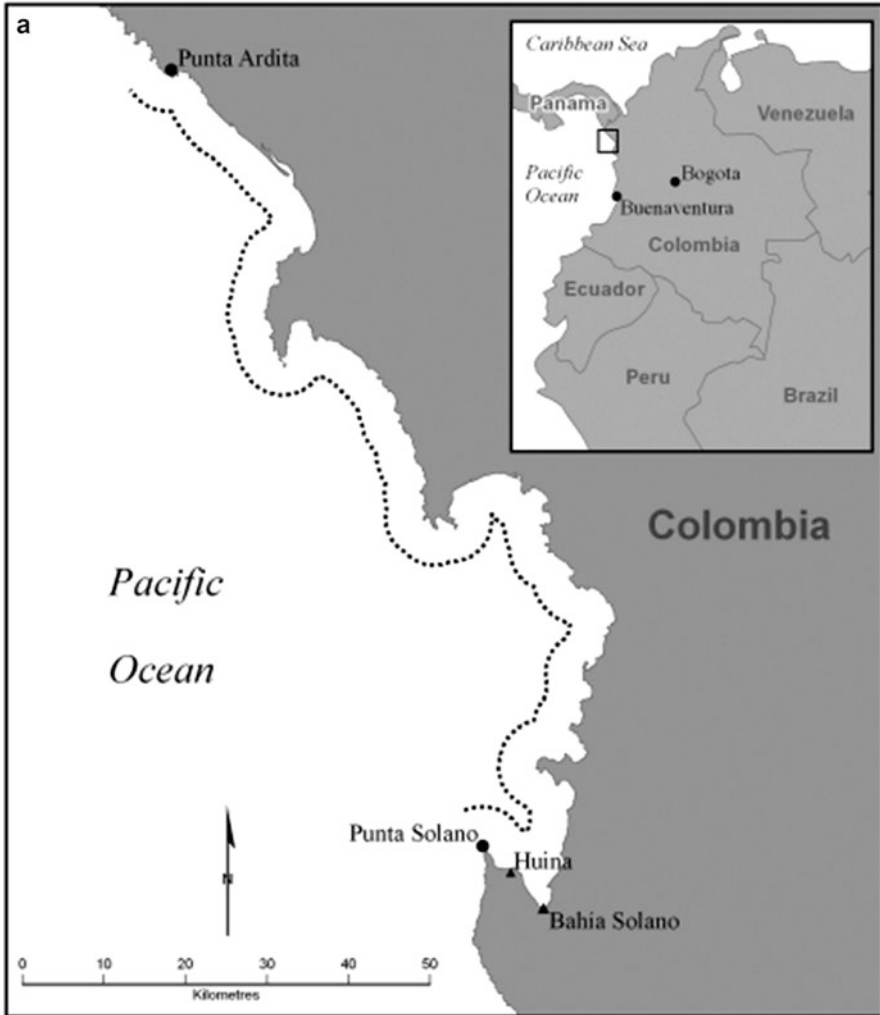 a
Punta Ardita
Caribbean Sea
Panama
Venezuela
Pacific
Ocean
Bogota
Buenaventura
Colombia
Ecuador
Peru
Brazil
Colombia
Pacific
Ocean
Punta Solano
Huina
Bahia Solano
N
0 10 20 30 40 50
Kilometres